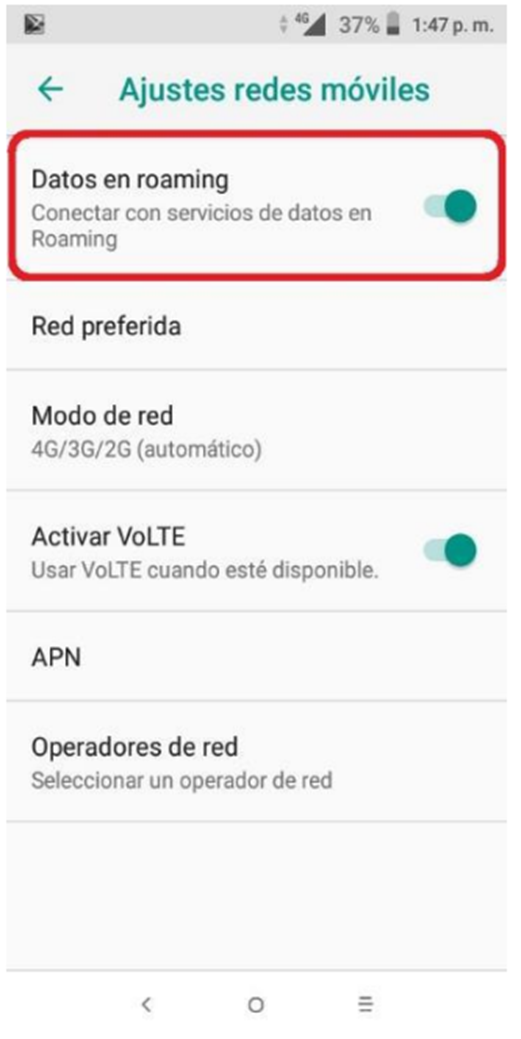 4G 37% 1:47 p. m.
Ajustes redes móviles
Datos en roaming
Conectar con servicios de datos en
Roaming
Red preferida
Modo de red
4G/3G/2G (automático)
Activar VoLTE
Usar VoLTE cuando esté disponible.
APN
Operadores de red
Seleccionar un operador de red